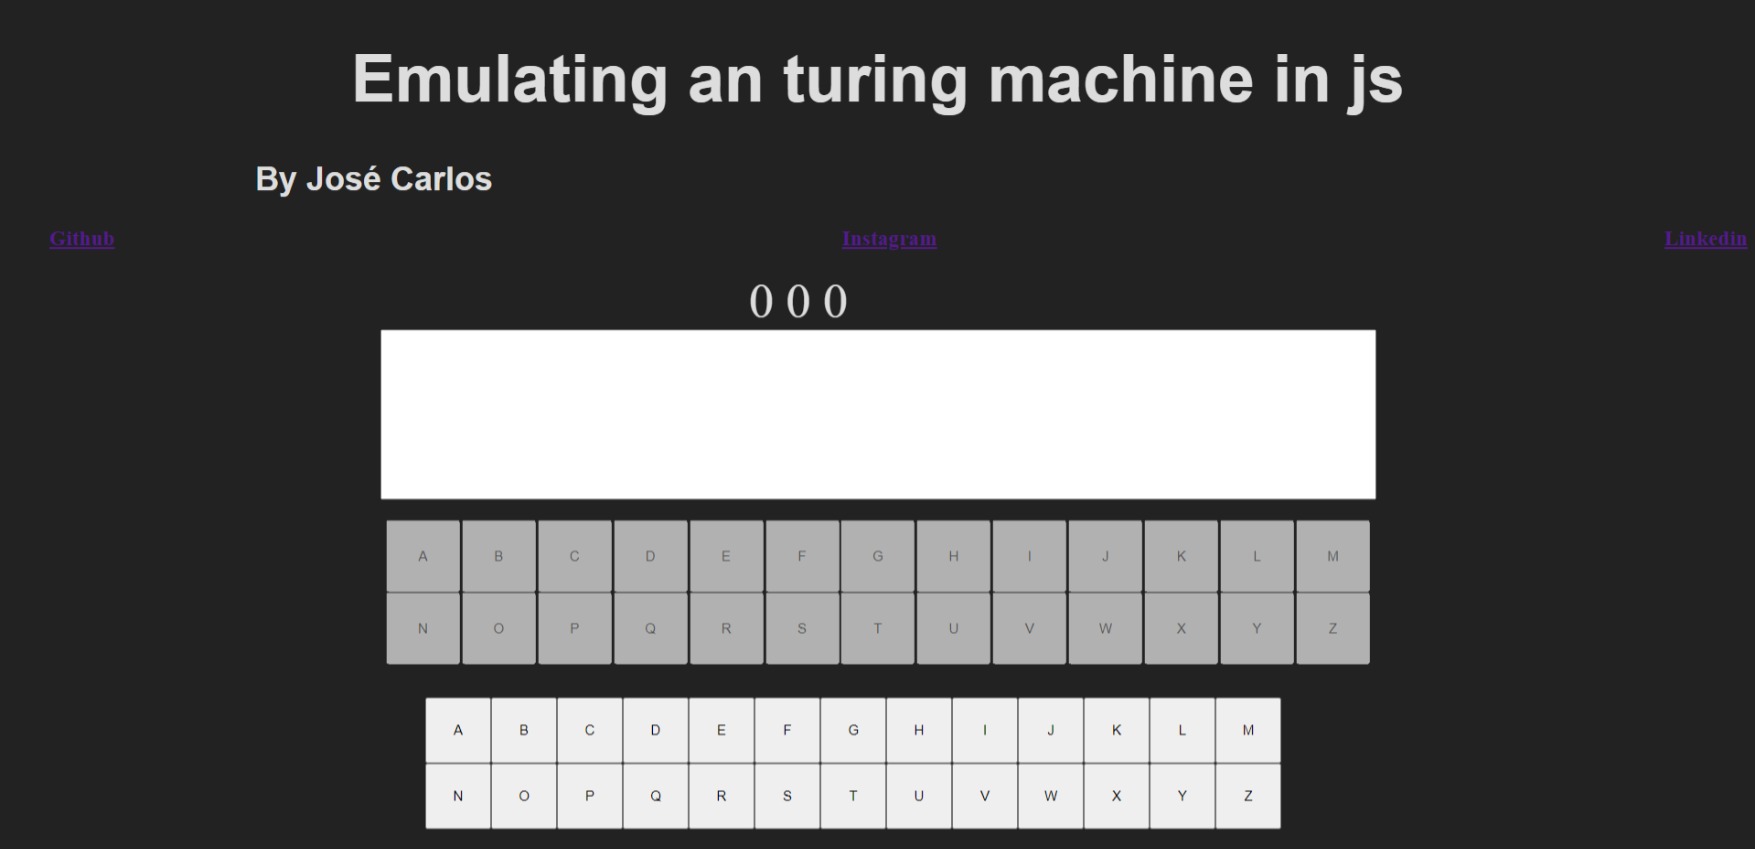 Emulating an turing machine in js
By José Carlos
Github Instagram Linkedin
0 0 0
A B C D E F G H I J K L M
N O P Q R S T U V W X Y Z
A B C D E F G H I J K L M
N O P Q R S T U V W X Y Z